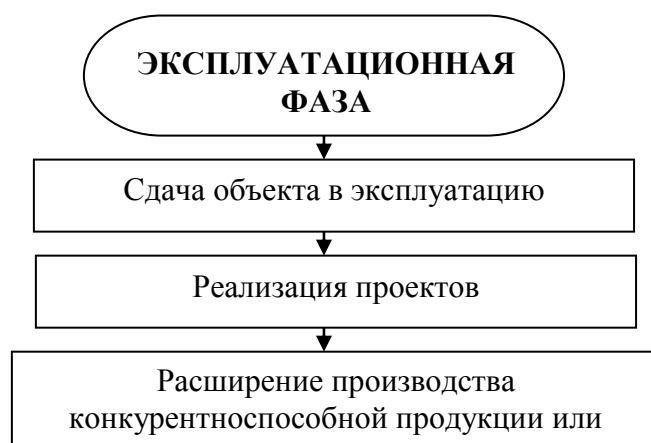 ЭКСПЛУАТАЦИОННАЯ
ФАЗА
Сдача объекта в эксплуатацию
Реализация проектов
Расширение производства
конкурентноспособной продукции или